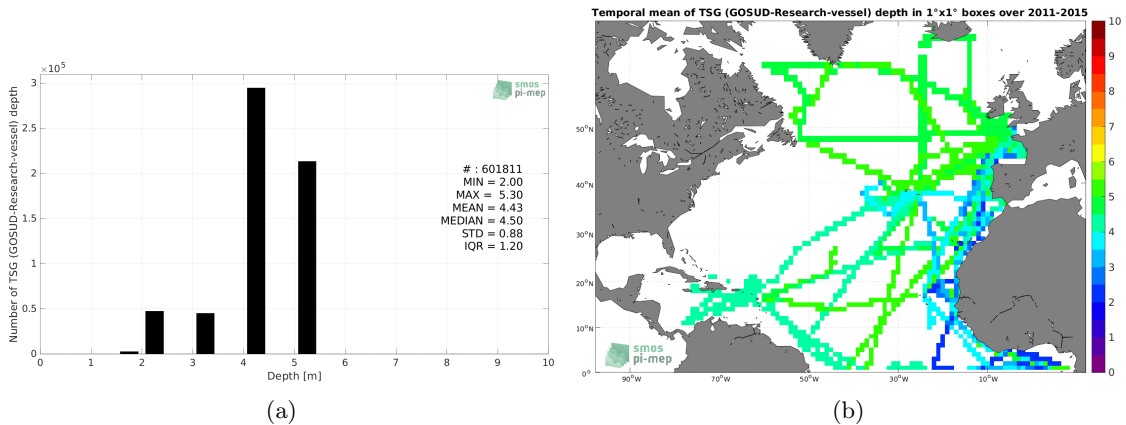 ×10⁵
3
2.5
2
1.5
1
0.5
0
0 1 2 3 4 5 6 7 8 9 10
Depth [m]
Number of TSG (GOSUD-Research-vessel) depth
smos
pi-mep
# : 601811
MIN = 2.00
MAX = 5.30
MEAN = 4.43
MEDIAN = 4.50
STD = 0.88
IQR = 1.20
(a)
Temporal mean of TSG (GOSUD-Research-vessel) depth in 1°x1° boxes over 2011-2015
50°N
40°N
30°N
20°N
10°N
0°
90°W 70°W 50°W 30°W 10°W
smos
pi-mep
10
9
8
7
6
5
4
3
2
1
0
(b)